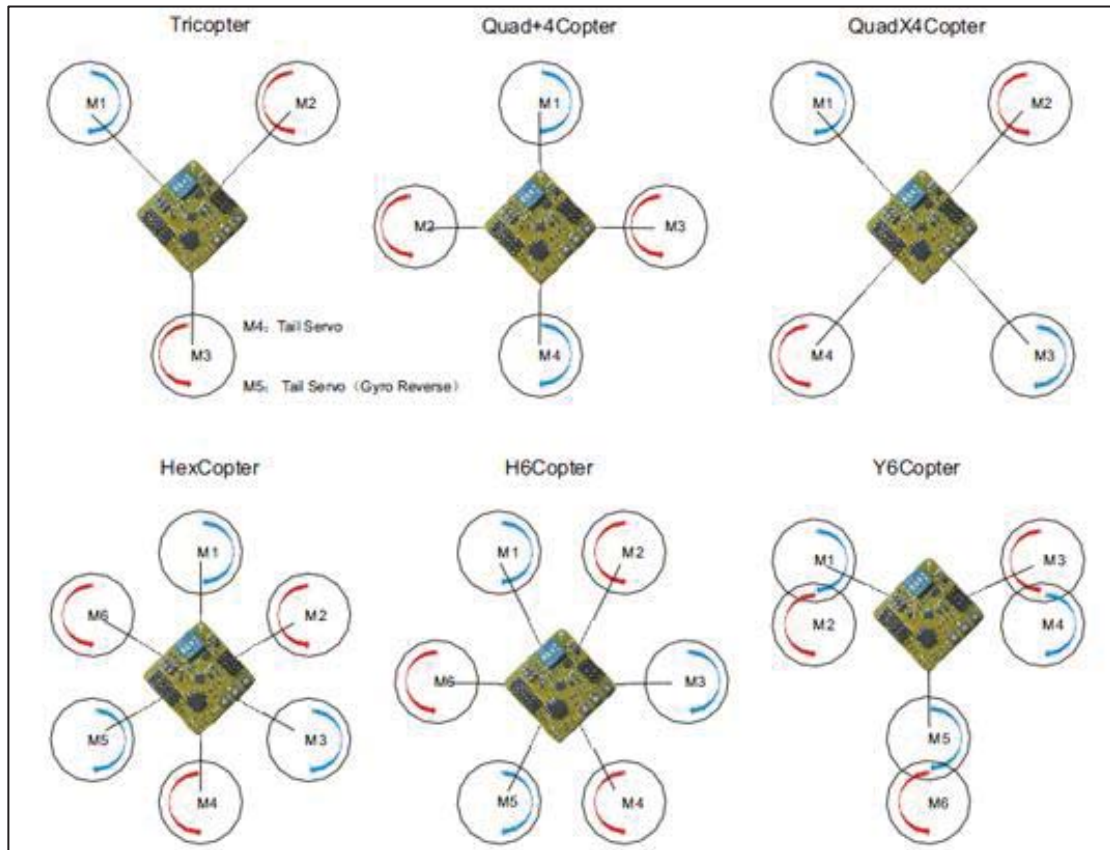 Tricopter
Quad+4Copter
QuadX4Copter
M1
M2
M1
M1
M2
M2
M3
M3
M4
M4
M3
M4: Tail Servo
M5: Tail Servo (Gyro Reverse)
HexCopter
H6Copter
Y6Copter
M1
M1
M2
M1
M3
M6
M2
M2
M4
M6
M3
M5
M3
M5
M4
M5
M4
M6